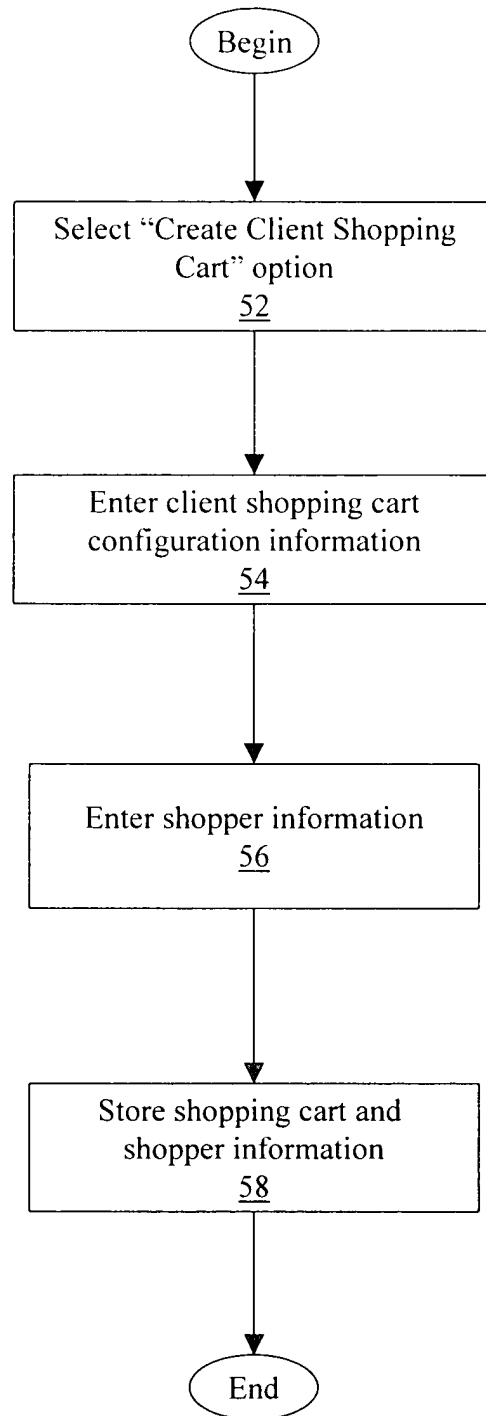 Begin
Select “Create Client Shopping
Cart” option
52
Enter client shopping cart
configuration information
54
Enter shopper information
56
Store shopping cart and
shopper information
58
End